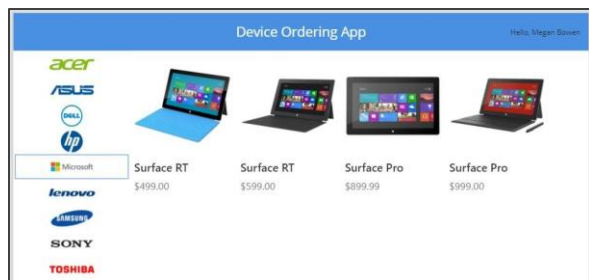 Device Ordering App
Hello, Megan Bowen
acer
ASUS
DELL
hp
Microsoft
lenovo
SAMSUNG
SONY
TOSHIBA
Surface RT
$499.00
Surface RT
$599.00
Surface Pro
$899.99
Surface Pro
$999.00